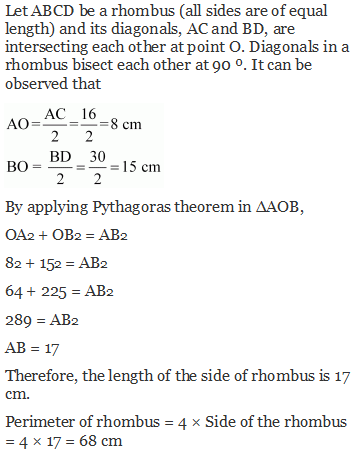 Let ABCD be a rhombus (all sides are of equal
length) and its diagonals, AC and BD, are
intersecting each other at point O. Diagonals in a
rhombus bisect each other at 90 º. It can be
observed that
AO=AC/2=16/2=8 cm
BO = BD/2=30/2=15 cm
By applying Pythagoras theorem in ΔAOB,
OA2 + OB2 = AB2
82 + 152 = AB2
64 + 225 = AB2
289 = AB2
AB = 17
Therefore, the length of the side of rhombus is 17
cm.
Perimeter of rhombus = 4 × Side of the rhombus
= 4 × 17 = 68 cm